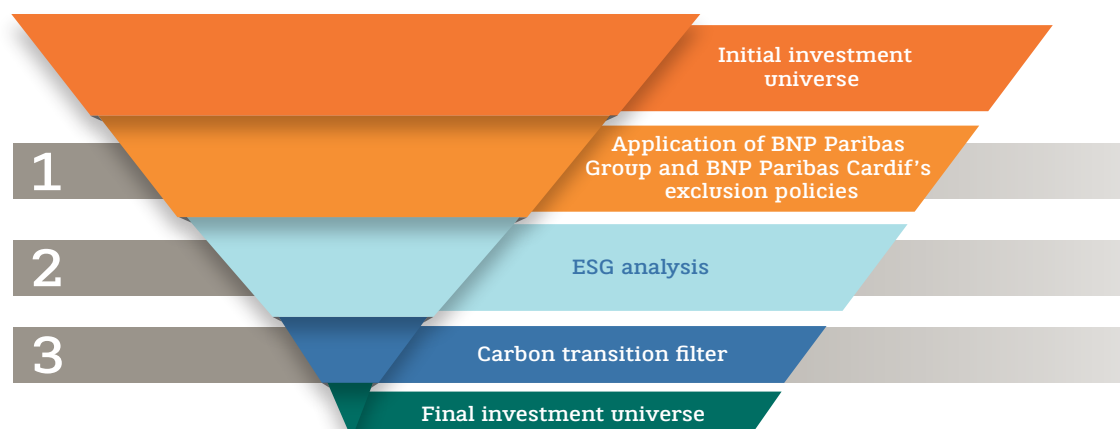 Initial investment
universe
1
Application of BNP Paribas
Group and BNP Paribas Cardif's
exclusion policies
2
ESG analysis
3
Carbon transition filter
Final investment universe